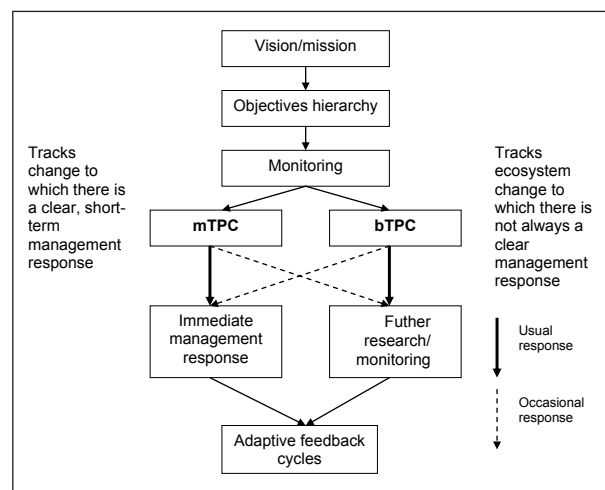 Vision/mission
Objectives hierarchy
Monitoring
Tracks
change to
which there is
a clear, short-
term
management
response
Tracks
ecosystem
change to
which there is
not always a
clear
management
response
mTPC
bTPC
Immediate
management
response
Futher
research/
monitoring
Usual
response
Occasional
response
Adaptive feedback
cycles